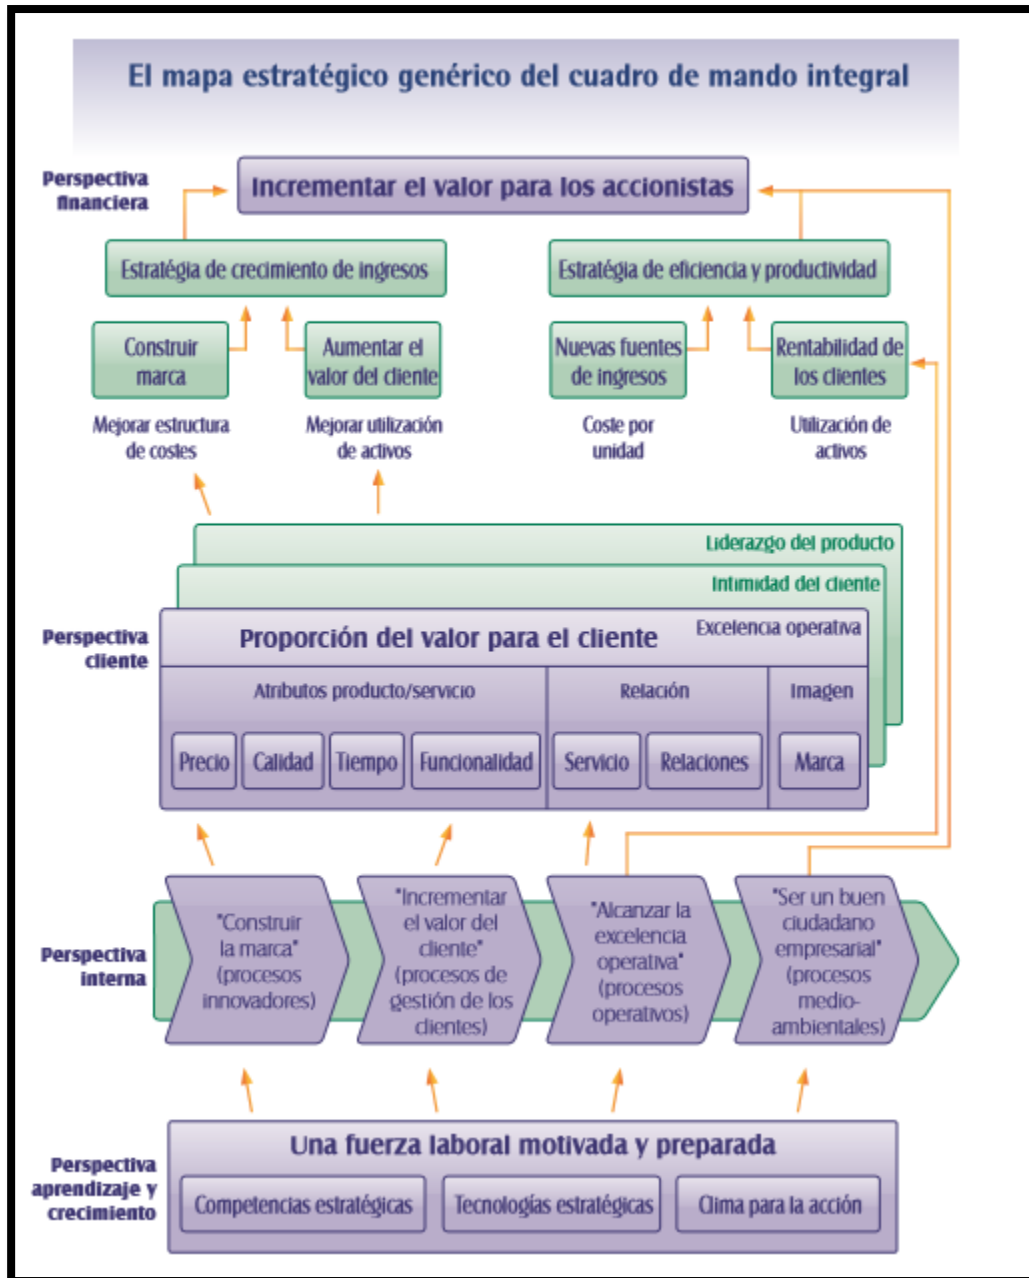 El mapa estratégico genérico del cuadro de mando integral
Perspectiva
financiera
Incrementar el valor para los accionistas
Estratégia de crecimiento de ingresos
Estratégia de eficiencia y productividad
Construir
marca
Aumentar el
valor del cliente
Nuevas fuentes
de ingresos
Rentabilidad de
los clientes
Mejorar estructura
de costes
Mejorar utilización
de activos
Coste por
unidad
Utilización de
activos
Liderazgo del producto
Intimidad del cliente
Perspectiva
cliente
Proporción del valor para el cliente
Excelencia operativa
Atributos producto/servicio
Relación
Imagen
Precio
Calidad
Tiempo
Funcionalidad
Servicio
Relaciones
Marca
Perspectiva
interna
"Construir
la marca"
(procesos
innovadores)
"Incrementar
el valor del
cliente"
(procesos de
gestión de los
clientes)
"Alcanzar la
excelencia
operativa"
(procesos
operativos)
"Ser un buen
ciudadano
empresarial"
(procesos
medio-
ambientales)
Perspectiva
aprendizaje y
crecimiento
Una fuerza laboral motivada y preparada
Competencias estratégicas
Tecnologías estratégicas
Clima para la acción